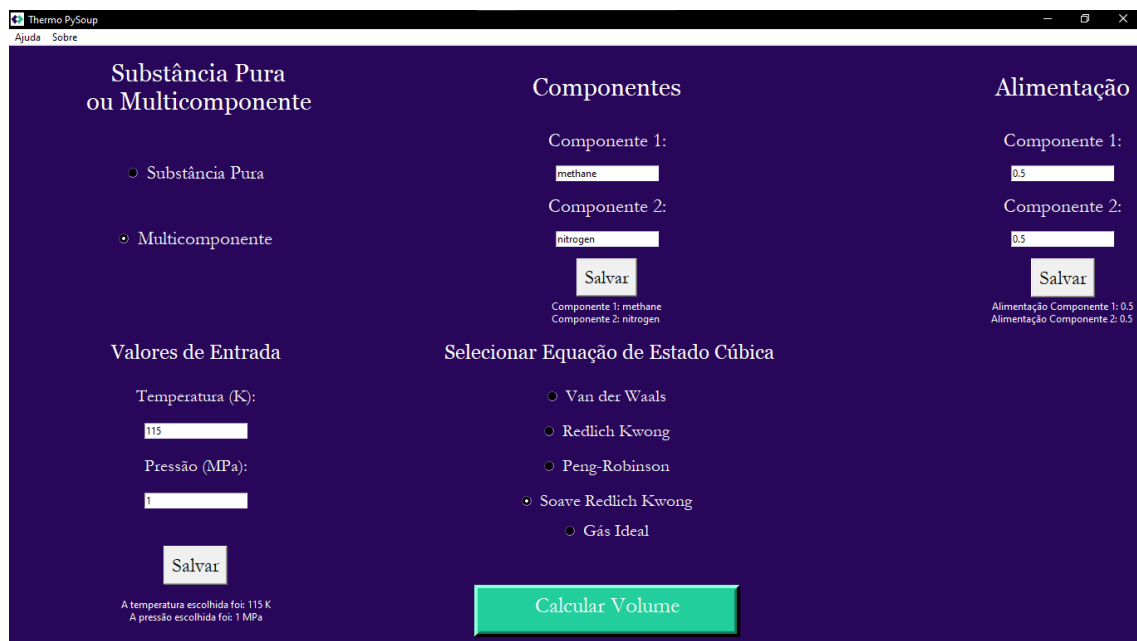 Thermo PySoup
Ajuda Sobre
Substância Pura
ou Multicomponente
Substância Pura
Multicomponente
Componentes
Componente 1:
methane
Componente 2:
nitrogen
Salvar
Componente 1: methane
Componente 2: nitrogen
Alimentação
Componente 1:
0.5
Componente 2:
0.5
Salvar
Alimentação Componente 1: 0.5
Alimentação Componente 2: 0.5
Valores de Entrada
Temperatura (K):
115
Pressão (MPa):
1
Salvar
A temperatura escolhida foi: 115 K
A pressão escolhida foi: 1 MPa
Selecionar Equação de Estado Cúbica
Van der Waals
Redlich Kwong
Peng-Robinson
Soave Redlich Kwong
Gás Ideal
Calcular Volume